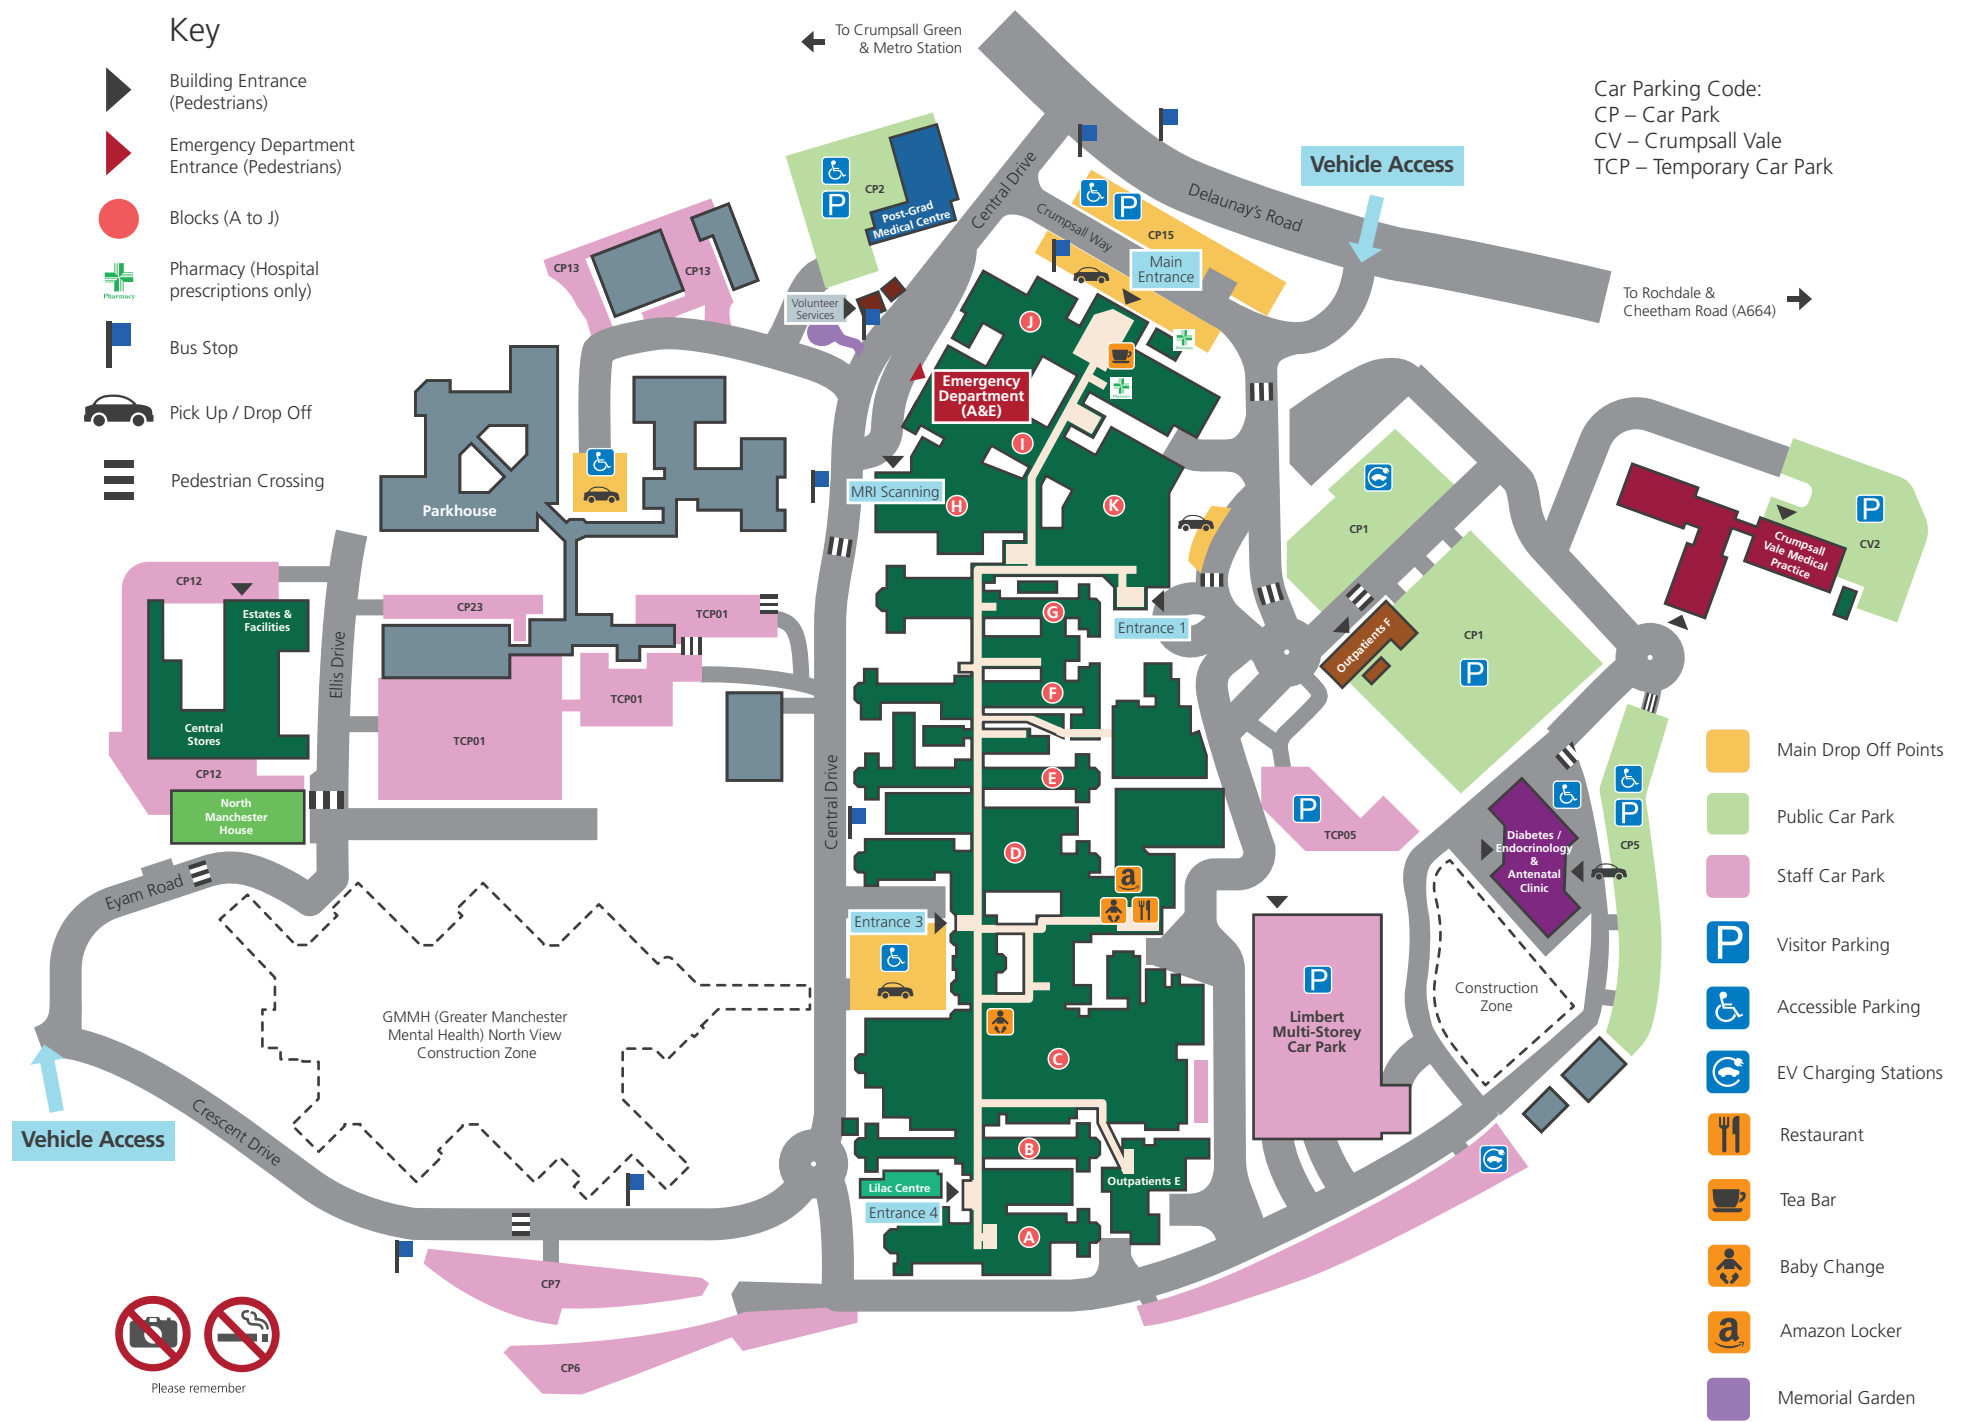 Key
Building Entrance
(Pedestrians)
Emergency Department
Entrance (Pedestrians)
Blocks (A to J)
Pharmacy
Pharmacy (Hospital
prescriptions only)
Bus Stop
Pick Up / Drop Off
Pedestrian Crossing
To Crumpsall Green
& Metro Station
Car Parking Code:
CP – Car Park
CV – Crumpsall Vale
TCP – Temporary Car Park
Vehicle Access
Delaunay's Road
To Rochdale &
Cheetham Road (A664)
Central Drive
Crumpsall Way
P
CP2
Post-Grad
Medical Centre
P
CP15
Main
Entrance
CP13
CP13
Volunteer
Services
J
Pharmacy
Pharmacy
Emergency
Department
(A&E)
I
MRI Scanning
H
K
Parkhouse
CP1
P
CV2
Crumpsall
Vale Medical
Practice
CP12
Estates &
Facilities
CP23
TCP01
Ellis Drive
G
Entrance 1
Outpatients F
CP1
P
TCP01
F
TCP01
Central
Stores
CP12
E
North
Manchester
House
Central Drive
P
TCP05
P
CP5
Diabetes /
Endocrinology
&
Antenatal
Clinic
D
a
Eyam Road
Entrance 3
P
Limbert
Multi-Storey
Car Park
Construction
Zone
GMMH (Greater Manchester
Mental Health) North View
Construction Zone
C
Vehicle Access
Crescent Drive
B
Lilac Centre
Entrance 4
Outpatients E
A
CP7
CP6
Please remember
Main Drop Off Points
Public Car Park
Staff Car Park
P
Visitor Parking
Accessible Parking
EV Charging Stations
Restaurant
Tea Bar
Baby Change
a
Amazon Locker
Memorial Garden